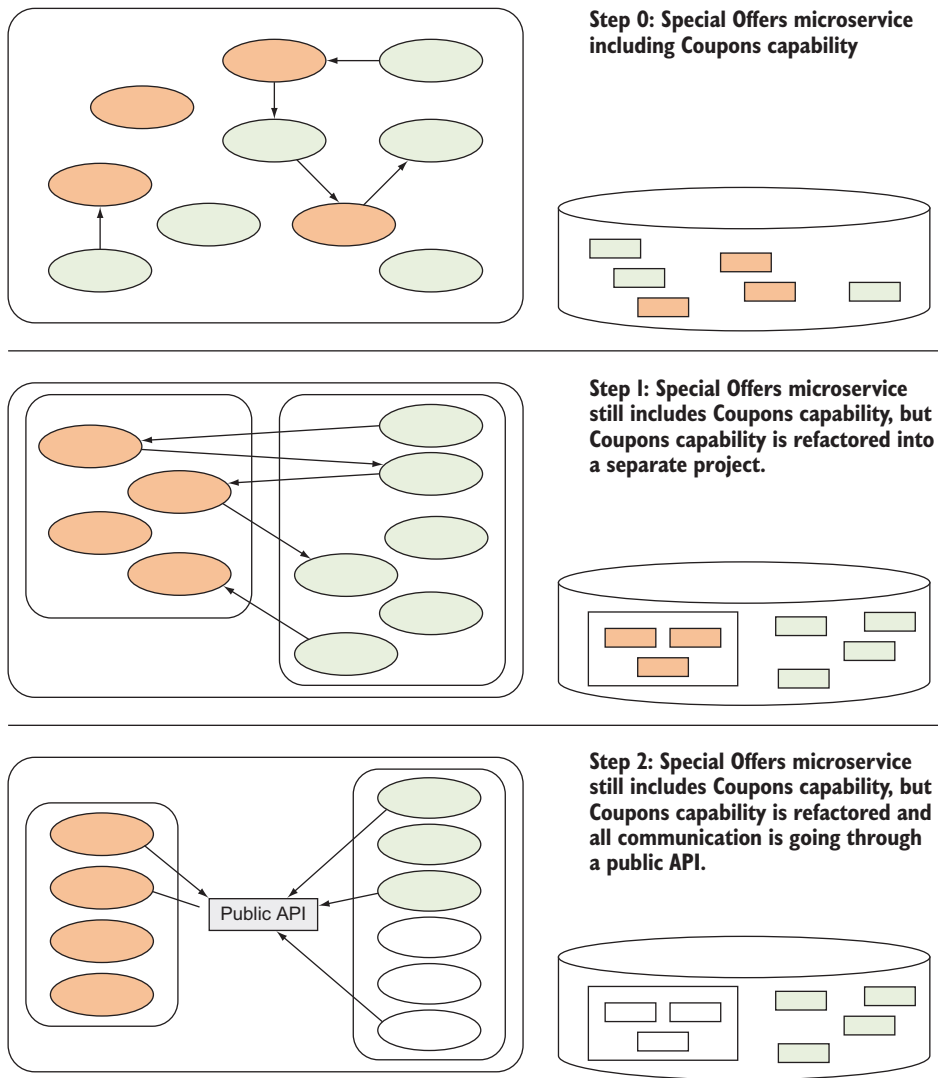 Step 0: Special Offers microservice
including Coupons capability
Step 1: Special Offers microservice
still includes Coupons capability, but
Coupons capability is refactored into
a separate project.
Step 2: Special Offers microservice
still includes Coupons capability, but
Coupons capability is refactored and
all communication is going through
a public API.
Public API